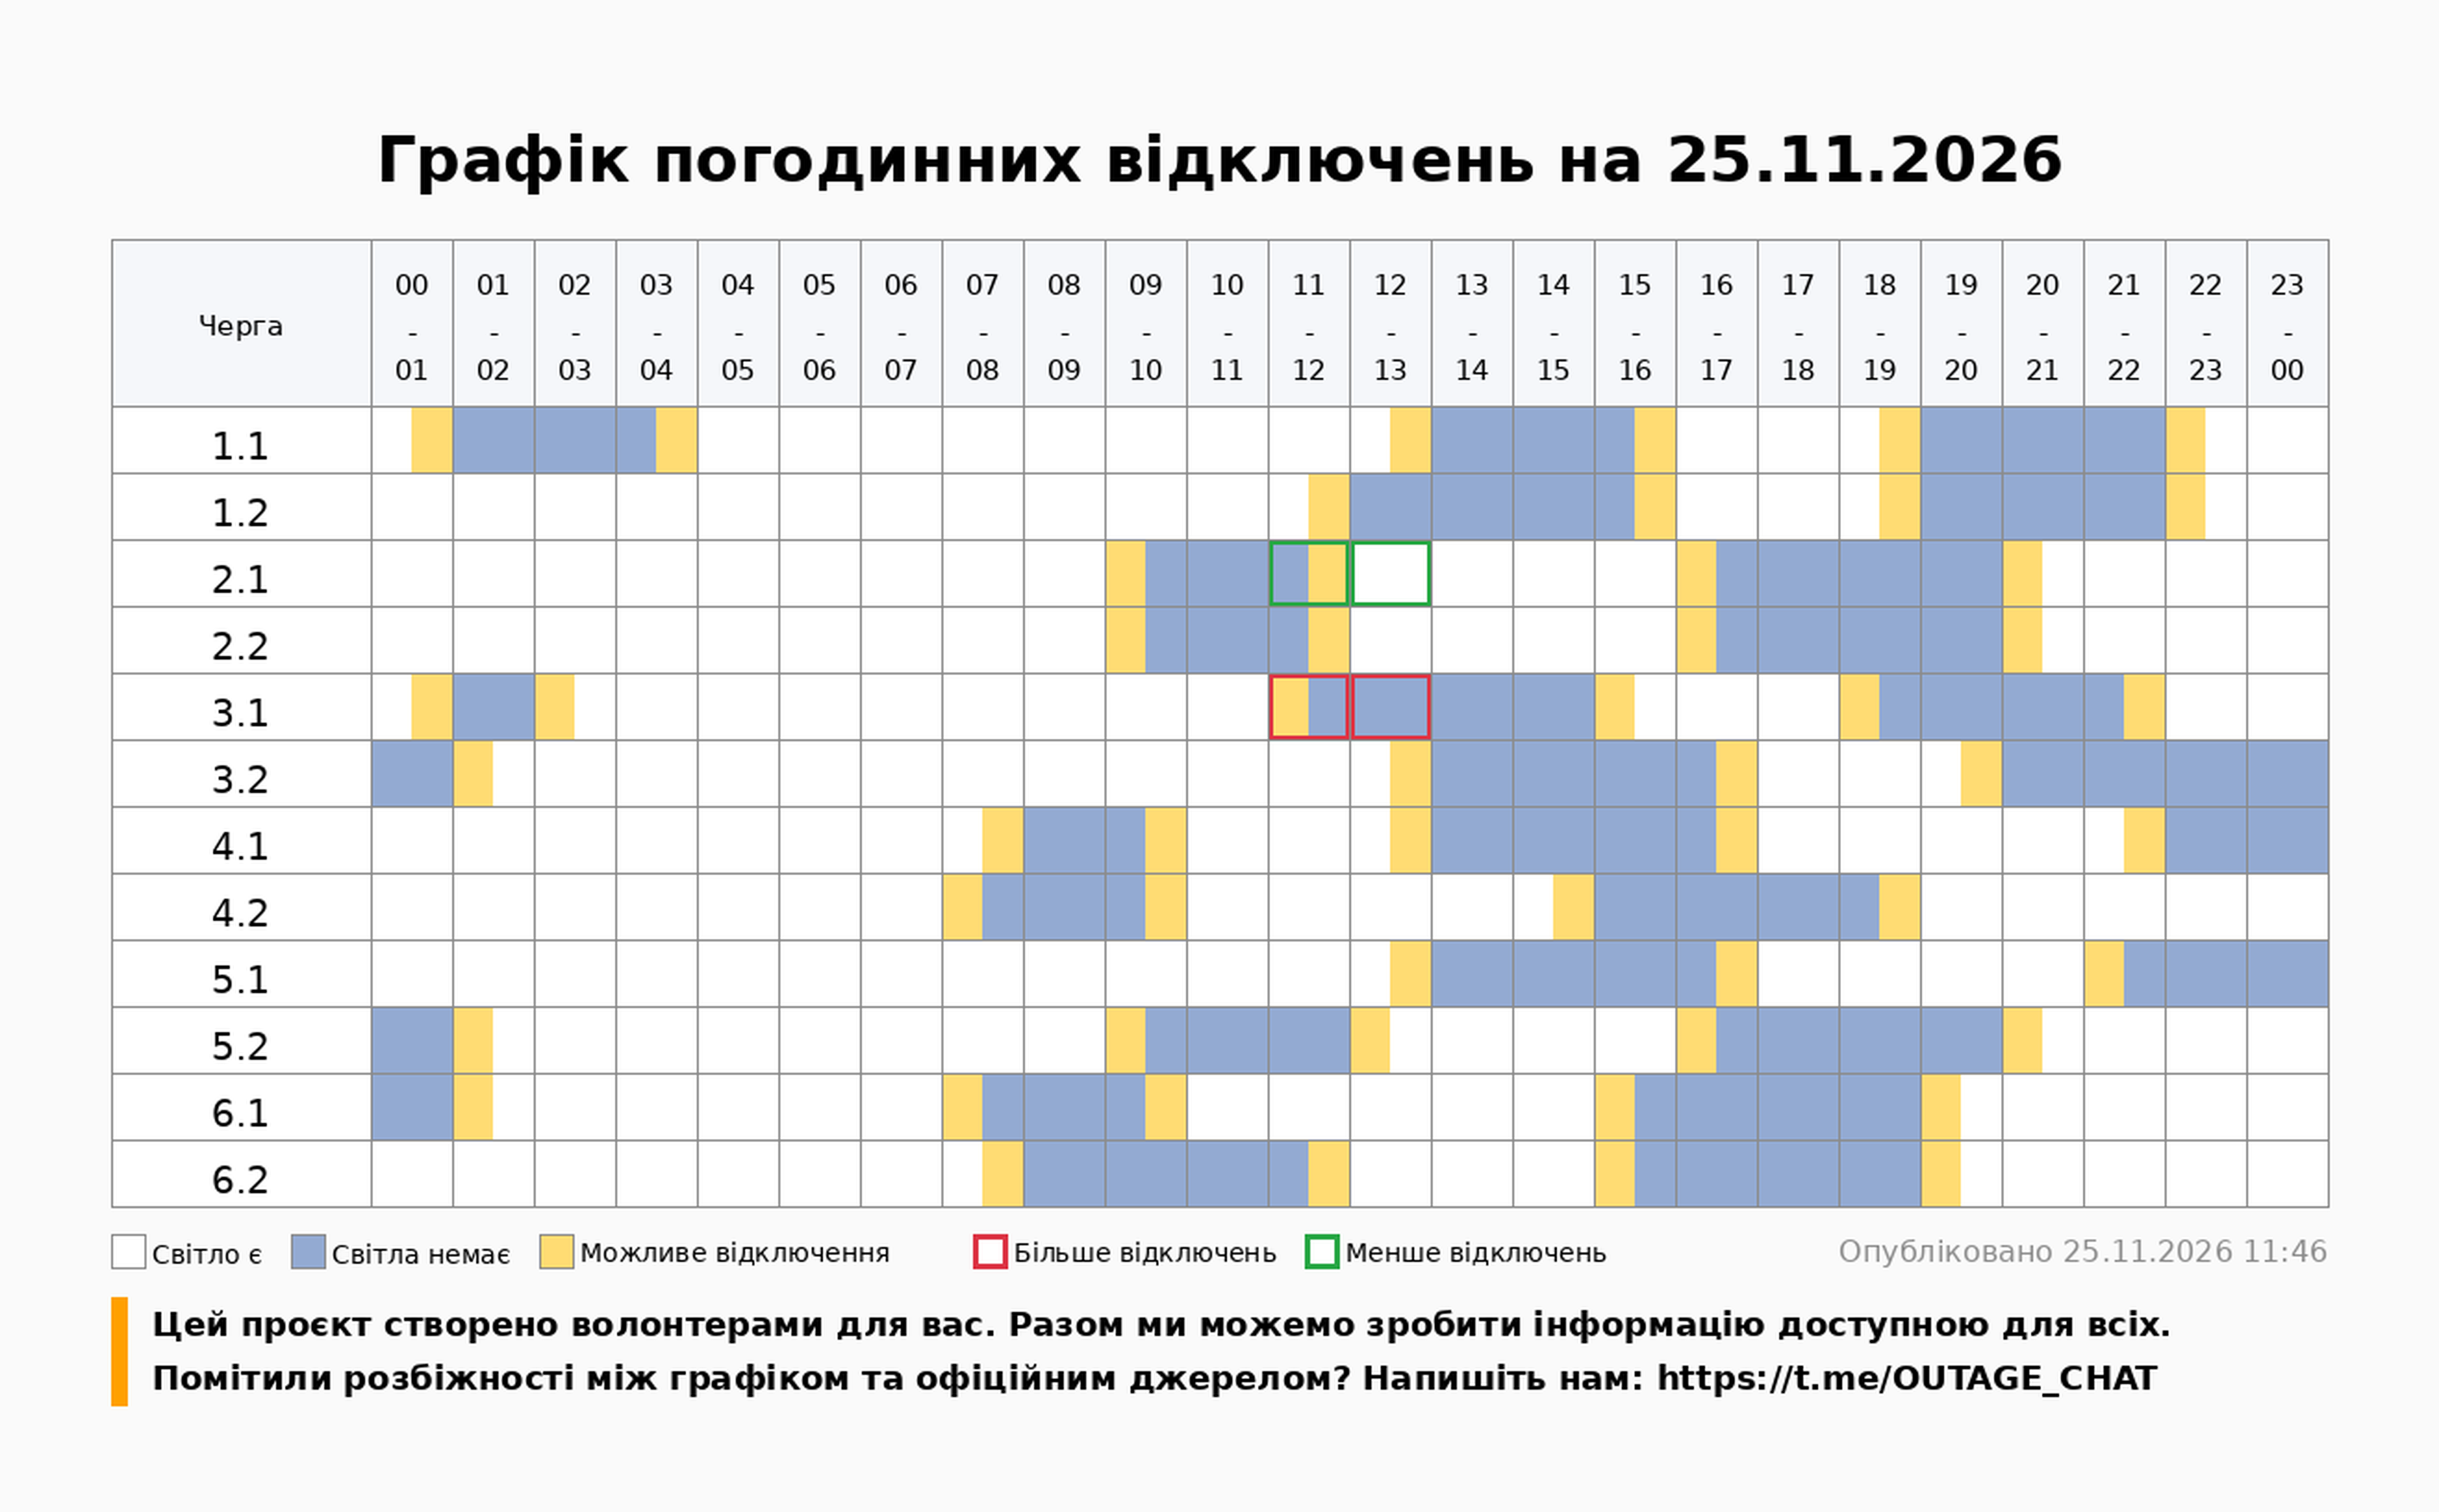 Графік погодинних відключень на 25.11.2026
Черга
00 - 01
01 - 02
02 - 03
03 - 04
04 - 05
05 - 06
06 - 07
07 - 08
08 - 09
09 - 10
10 - 11
11 - 12
12 - 13
13 - 14
14 - 15
15 - 16
16 - 17
17 - 18
18 - 19
19 - 20
20 - 21
21 - 22
22 - 23
23 - 00
1.1
1.2
2.1
2.2
3.1
3.2
4.1
4.2
5.1
5.2
6.1
6.2
Світло є
Світла немає
Можливе відключення
Більше відключень
Менше відключень
Опубліковано 25.11.2026 11:46
Цей проєкт створено волонтерами для вас. Разом ми можемо зробити інформацію доступною для всіх.
Помітили розбіжності між графіком та офіційним джерелом? Напишіть нам: https://t.me/OUTAGE_CHAT